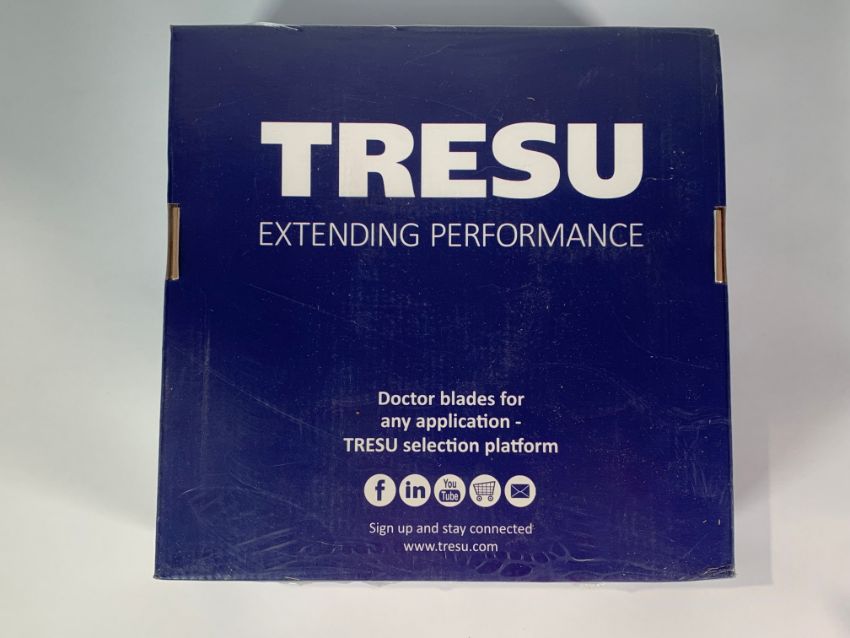 TRESU
EXTENDING PERFORMANCE
Doctor blades for
any application -
TRESU selection platform
f in You Tube
Sign up and stay connected
www.tresu.com